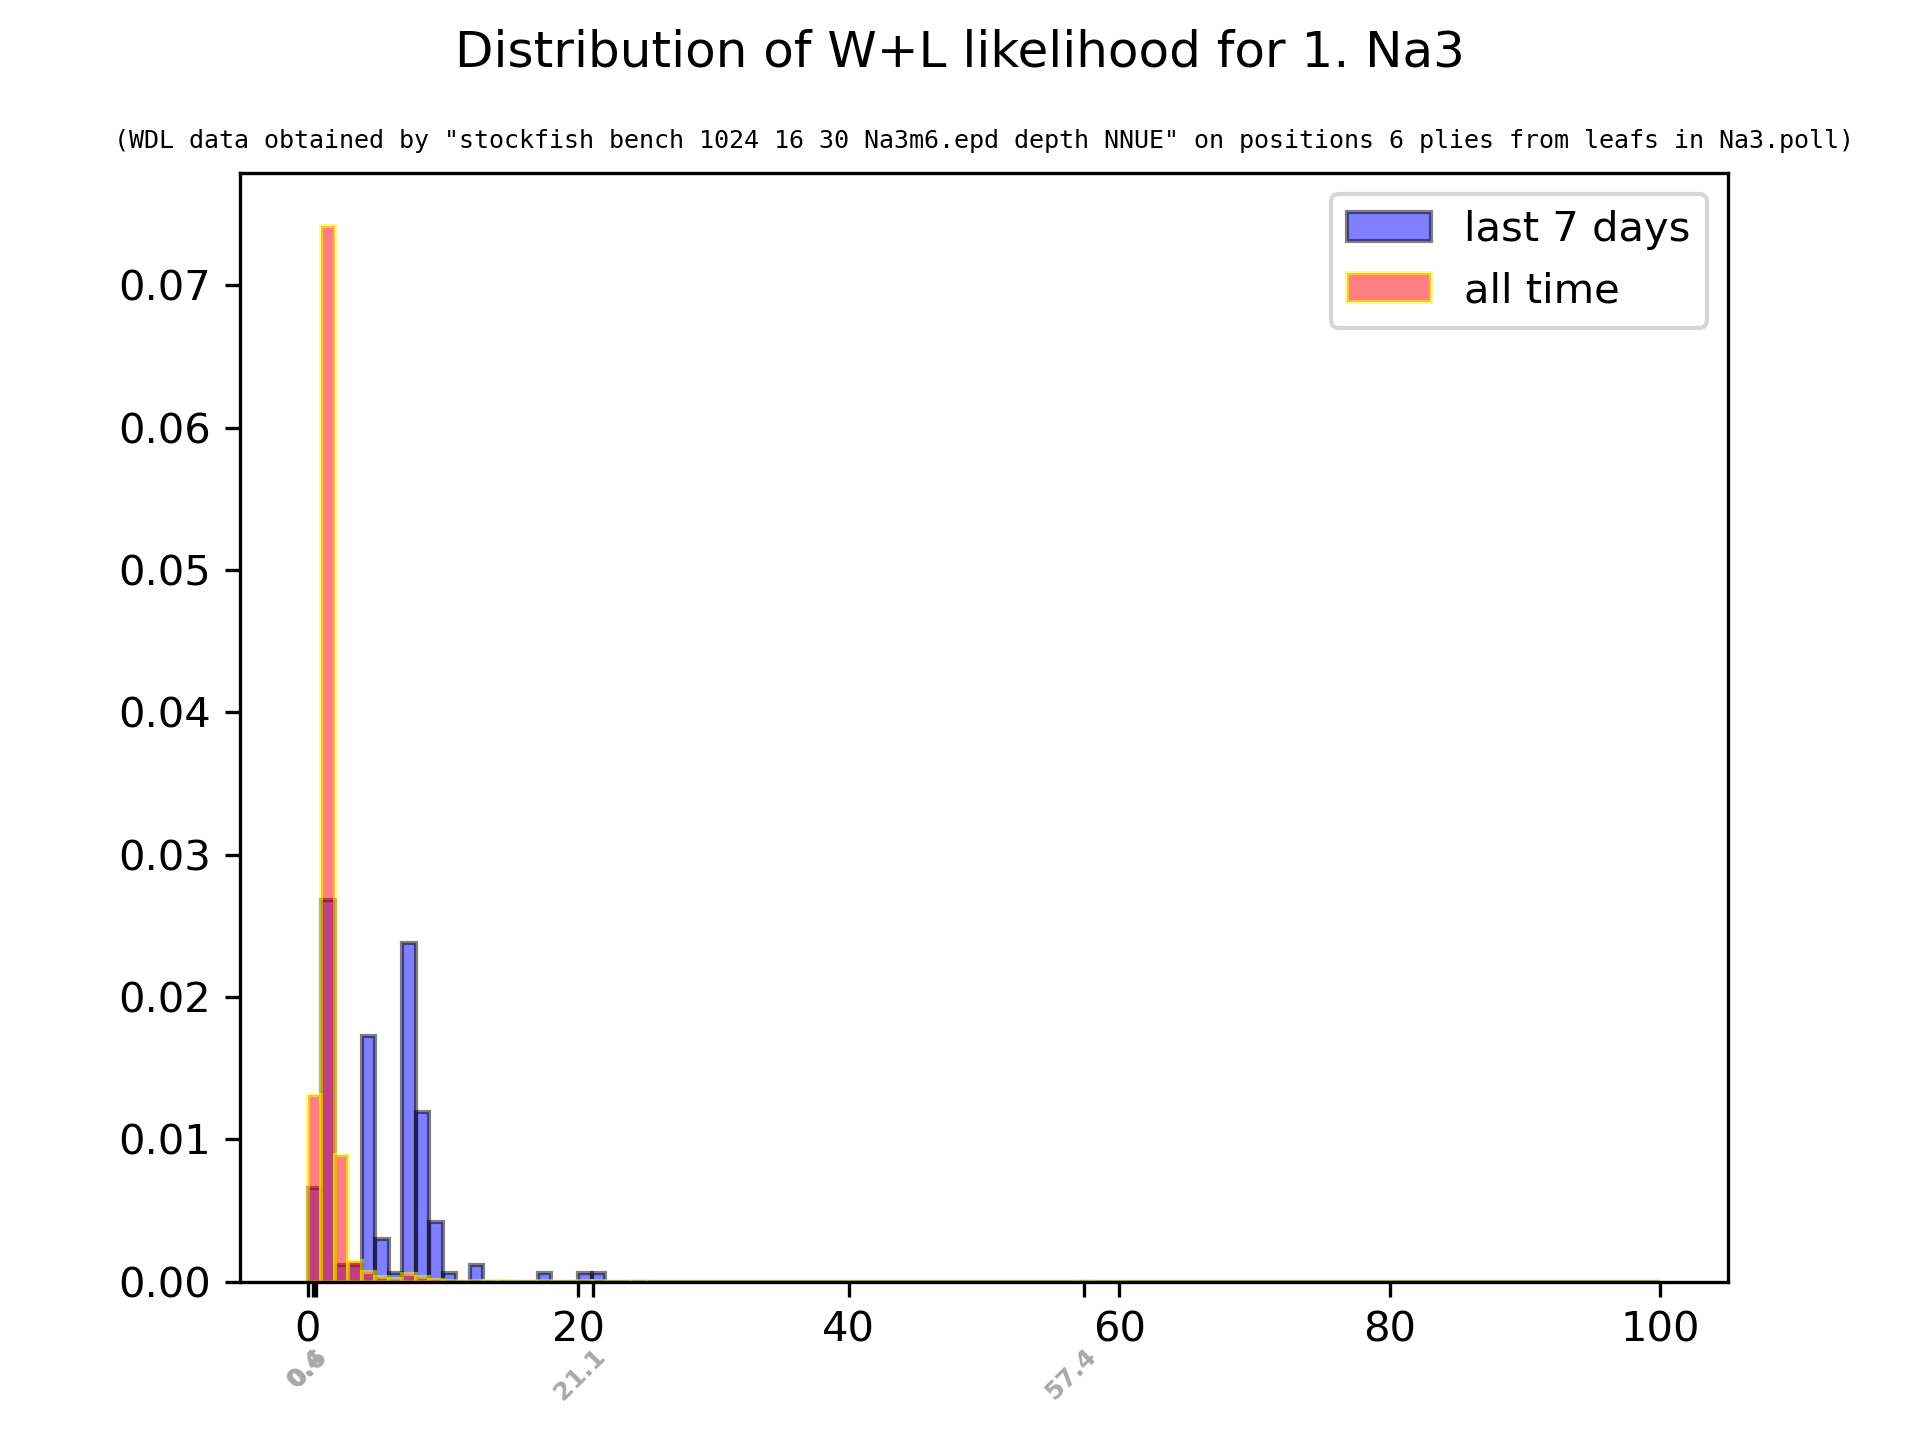 Distribution of W+L likelihood for 1. Na3
(WDL data obtained by "stockfish bench 1024 16 30 Na3m6.epd depth NNUE" on positions 6 plies from leafs in Na3.poll)
last 7 days
all time
0.07
0.06
0.05
0.04
0.03
0.02
0.01
0.00
0 20 40 60 80 100
21.1 57.4